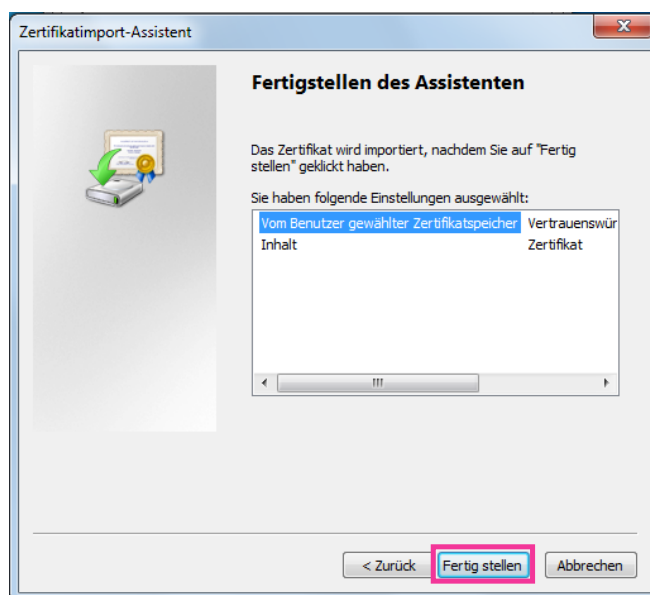 Zertifikatimport-Assistent
Fertigstellen des Assistenten
Das Zertifikat wird importiert, nachdem Sie auf "Fertig
stellen" geklickt haben.
Sie haben folgende Einstellungen ausgewählt:
Vom Benutzer gewählter Zertifikatspeicher Vertrauenswür
Inhalt Zertifikat
< Zurück Fertig stellen Abbrechen